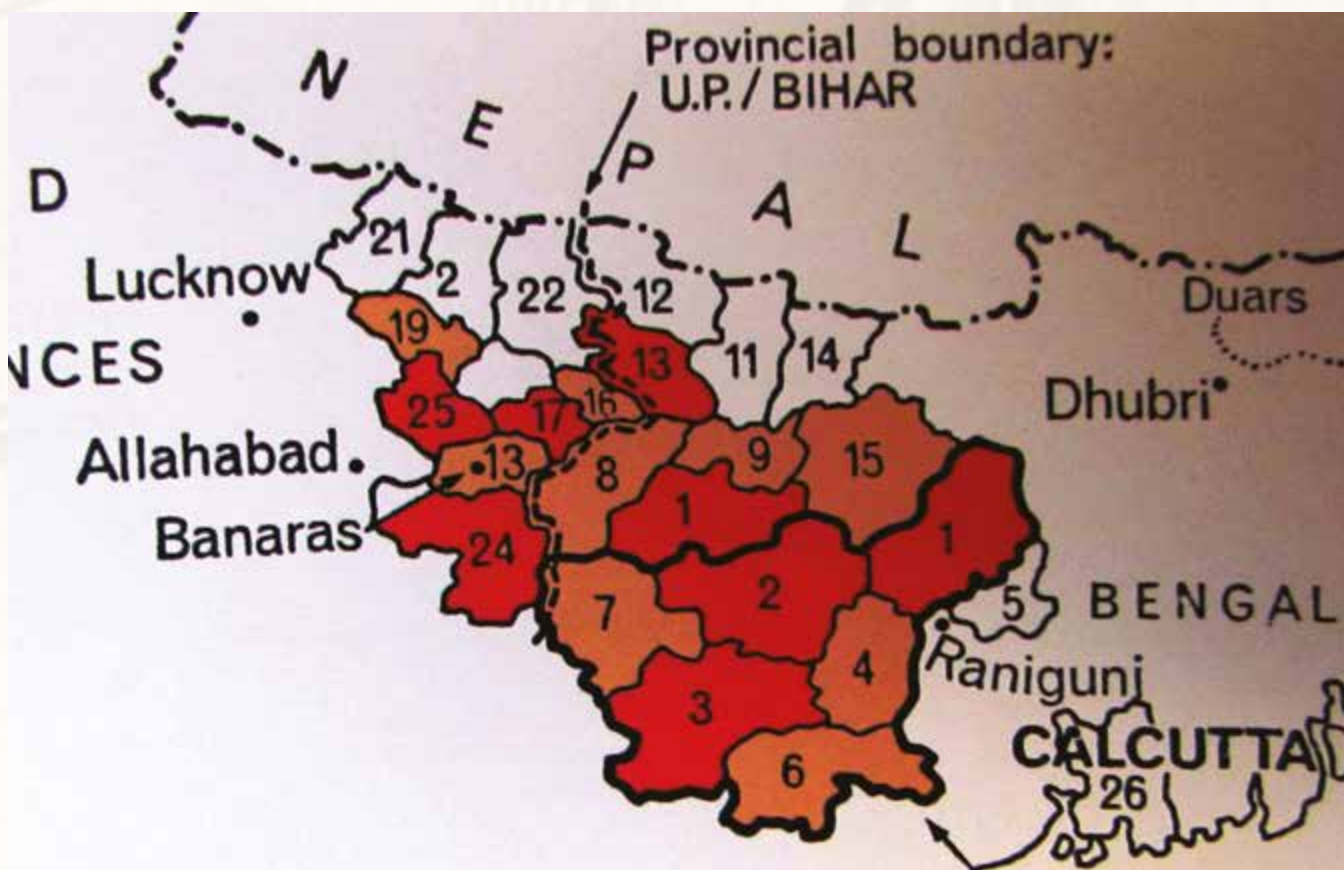 Provincial boundary:
U.P./BIHAR
N E P A L
D
21
Lucknow
2
22
12
Duars
19
NCES
13
11
14
Dhubri
25
17
16
Allahabad
13
8
9
15
1
Banaras
24
1
2
5
BENGAL
7
Raniguni
4
3
CALCUTTA
6
26